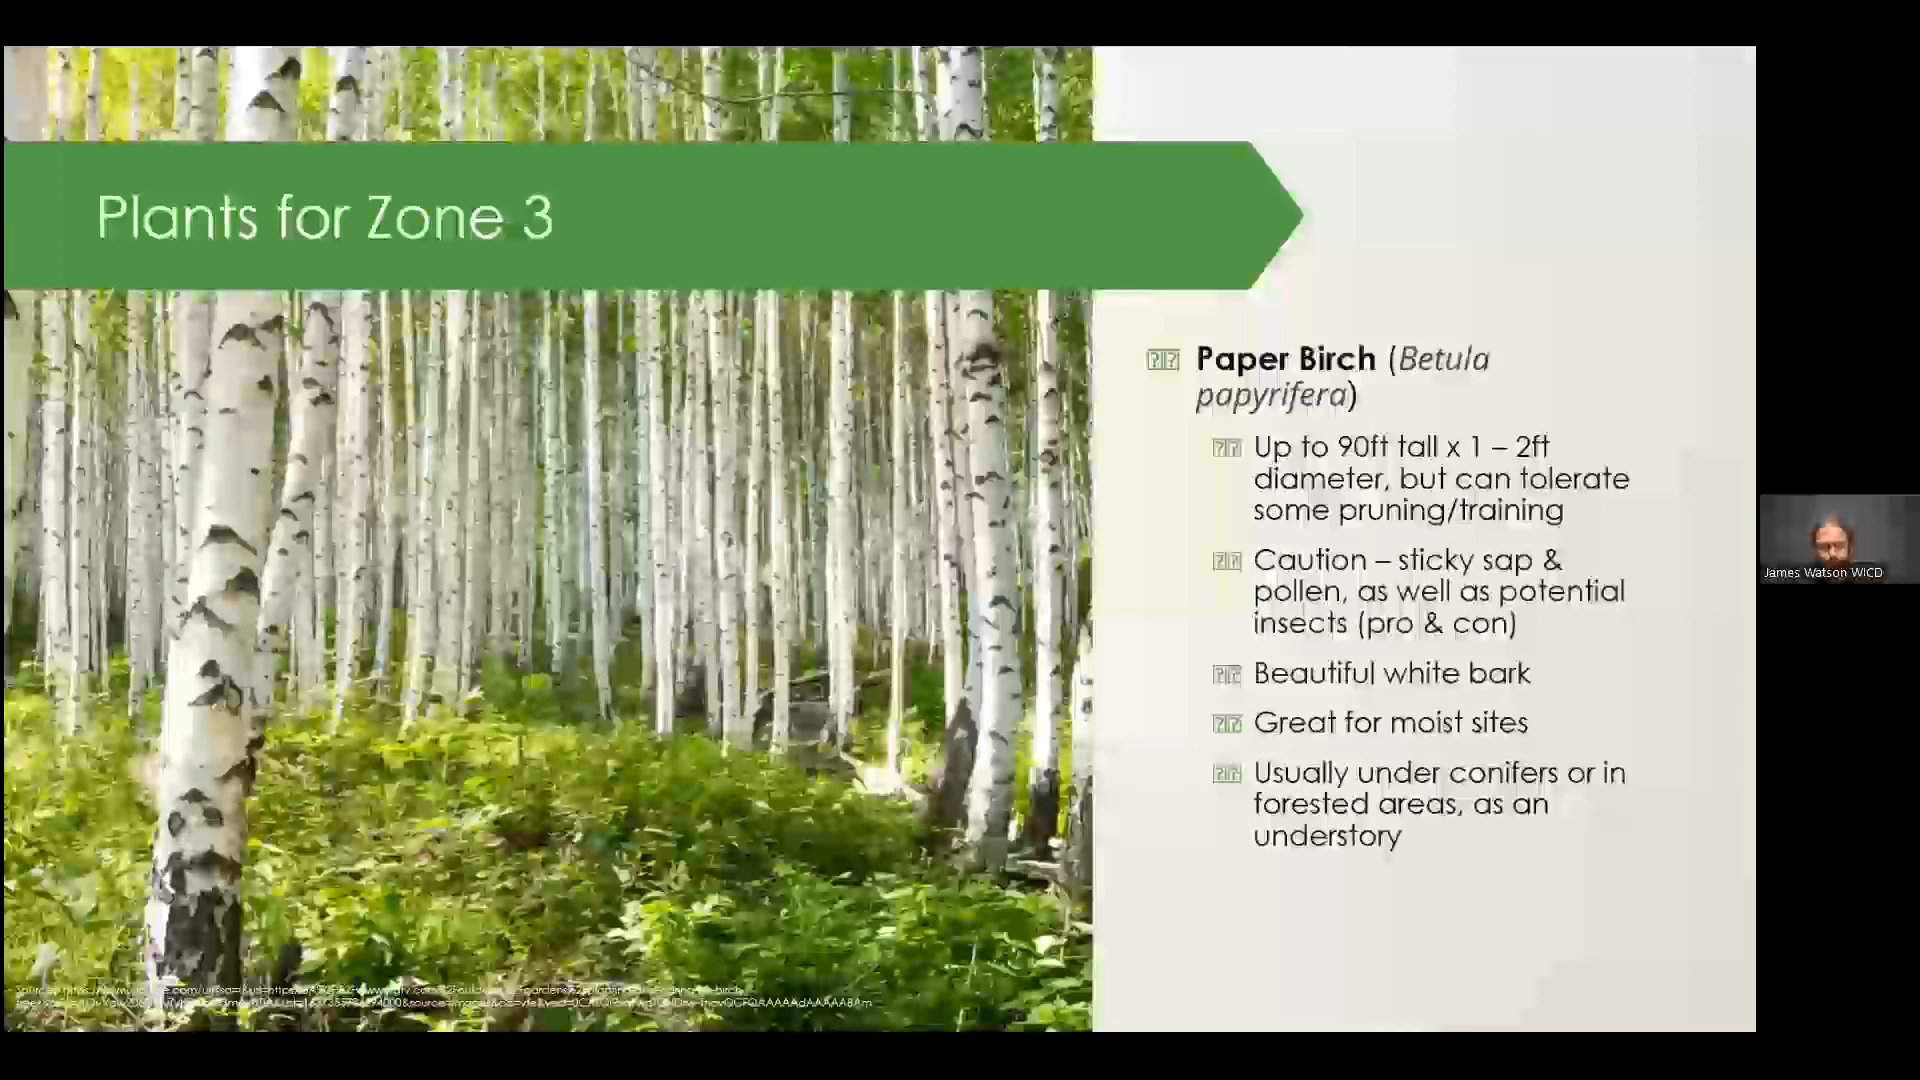 Plants for Zone 3
Paper Birch (Betula
papyrifera)
Up to 90ft tall x 1 – 2ft
diameter, but can tolerate
some pruning/training
Caution – sticky sap &
pollen, as well as potential
insects (pro & con)
Beautiful white bark
Great for moist sites
Usually under conifers or in
forested areas, as an
understory
James Watson WICD